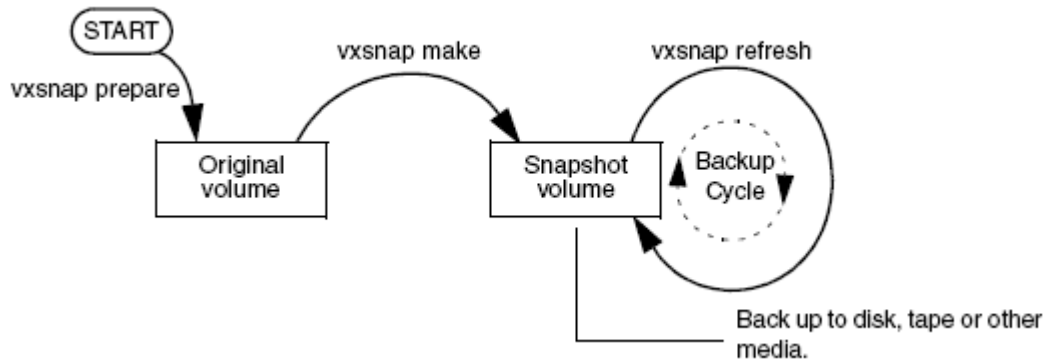 START
vxsnap prepare
vxsnap make
vxsnap refresh
Original
volume
Snapshot
volume
Backup
Cycle
Back up to disk, tape or other
media.